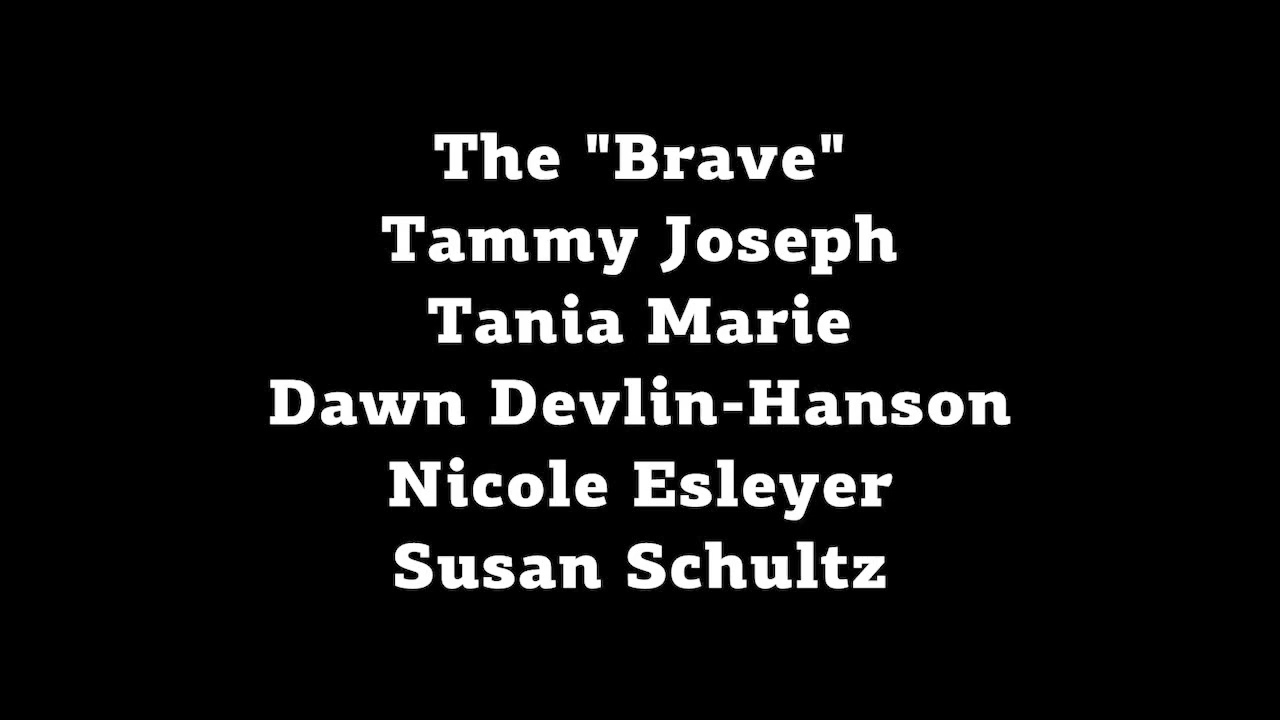 The "Brave"
Tammy Joseph
Tania Marie
Dawn Devlin-Hanson
Nicole Esleyer
Susan Schultz